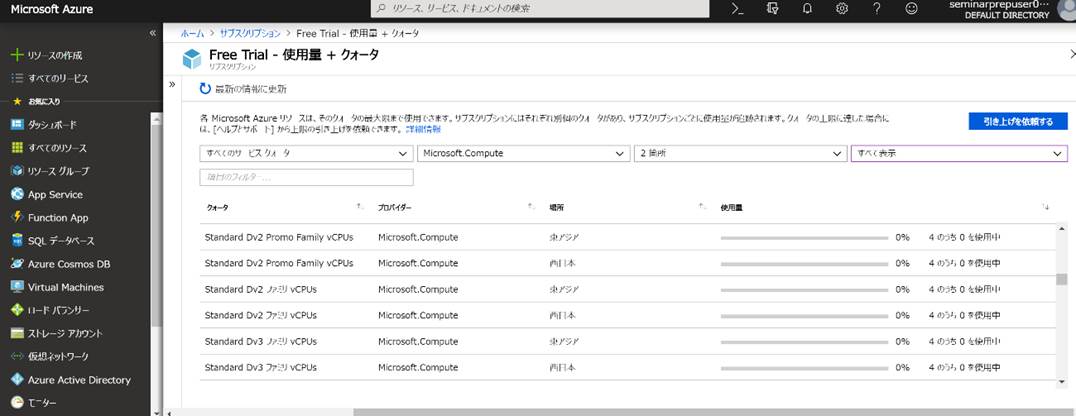 Microsoft Azure
リソース、サービス、ドキュメントの検索
seminarprepuser0...
DEFAULT DIRECTORY
リソースの作成
すべてのサービス
お気に入り
ダッシュボード
すべてのリソース
リソース グループ
App Service
Function App
SQL データベース
Azure Cosmos DB
Virtual Machines
ロード バランサー
ストレージ アカウント
仮想ネットワーク
Azure Active Directory
モニター
ホーム > サブスクリプション > Free Trial - 使用量 + クォータ
Free Trial - 使用量 + クォータ
サブスクリプション
最新の情報に更新
各 Microsoft Azure リソースは、そのクォータの最大限まで使用できます。サブスクリプションにはそれぞれ別個のクォータがあり、サブスクリプションごとに使用量が追跡されます。クォータの上限に達した場合に
は、[ヘルプとサポート] から上限の引き上げを依頼できます。 詳細情報
引き上げを依頼する
すべてのサービス クォータ Microsoft.Compute 2 箇所 すべて表示
項目のフィルター...
クォータ プロバイダー 場所 使用量
Standard Dv2 Promo Family vCPUs Microsoft.Compute 東アジア 0% 4 のうち 0 を使用中
Standard Dv2 Promo Family vCPUs Microsoft.Compute 西日本 0% 4 のうち 0 を使用中
Standard Dv2 ファミリ vCPUs Microsoft.Compute 東アジア 0% 4 のうち 0 を使用中
Standard Dv2 ファミリ vCPUs Microsoft.Compute 西日本 0% 4 のうち 0 を使用中
Standard Dv3 ファミリ vCPUs Microsoft.Compute 東アジア 0% 4 のうち 0 を使用中
Standard Dv3 ファミリ vCPUs Microsoft.Compute 西日本 0% 4 のうち 0 を使用中